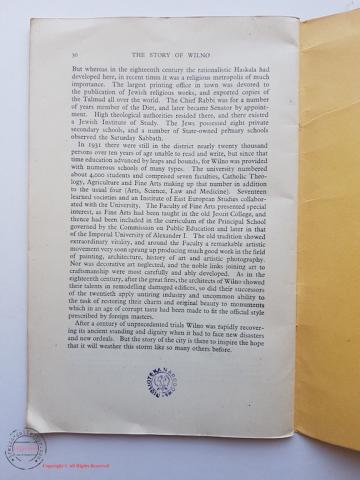 30 THE STORY OF WILNO
But whereas in the eighteenth century the rationalistic Haskala had
developed here, in recent times it was a religious metropolis of much
importance. The largest printing office in town was devoted to
the publication of Jewish religious works, and exported copies of
the Talmud all over the world. The Chief Rabbi was for a number
of years member of the Diet, and later became Senator by appoint-
ment. High theological authorities resided there, and there existed
a Jewish Institute of Study. The Jews possessed eight private
secondary schools, and a number of State-owned primary schools
observed the Saturday Sabbath.
In 1931 there were still in the district nearly twenty thousand
persons over ten years of age unable to read and write, but since that
time education advanced by leaps and bounds, for Wilno was provided
with numerous schools of many types. The university numbered
about 4,000 students and comprised seven faculties, Catholic Theo-
logy, Agriculture and Fine Arts making up that number in addition
to the usual four (Arts, Science, Law and Medicine). Seventeen
learned societies and an Institute of East European Studies collabor-
ated with the University. The Faculty of Fine Arts presented special
interest, as Fine Arts had been taught in the old Jesuit College, and
thence had been included in the curriculum of the Principal School
governed by the Commission on Public Education and later in that
of the Imperial University of Alexander I. The old tradition showed
extraordinary vitality, and around the Faculty a remarkable artistic
movement very soon sprang up producing much good work in the field
of painting, architecture, history of art and artistic photography.
Nor was decorative art neglected, and the noble links joining art to
craftsmanship were most carefully and ably developed. As in the
eighteenth century, after the great fires, the architects of Wilno showed
their talents in remodelling damaged edifices, so did their successors
of the twentieth apply untiring industry and uncommon ability to
the task of restoring their charm and original beauty to monuments
which in an age of corrupt taste had been made to fit the official style
prescribed by foreign masters.
After a century of unprecedented trials Wilno was rapidly recover-
ing its ancient standing and dignity when it had to face new disasters
and new ordeals. But the story of the city is there to inspire the hope
that it will weather this storm like so many others before.
Copyright © All Rights Reserved